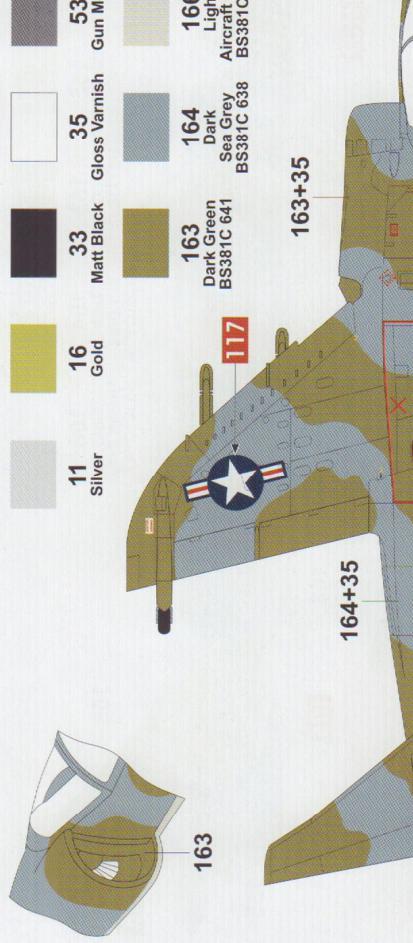 11
Silver
16
Gold
33
Matt Black
35
Gloss Varnish
53
Gun M
163
Dark Green
BS381C 641
164
Dark
Sea Grey
BS381C 638
166
Ligh
Aircraft
BS381C
117
163+35
164+35
163